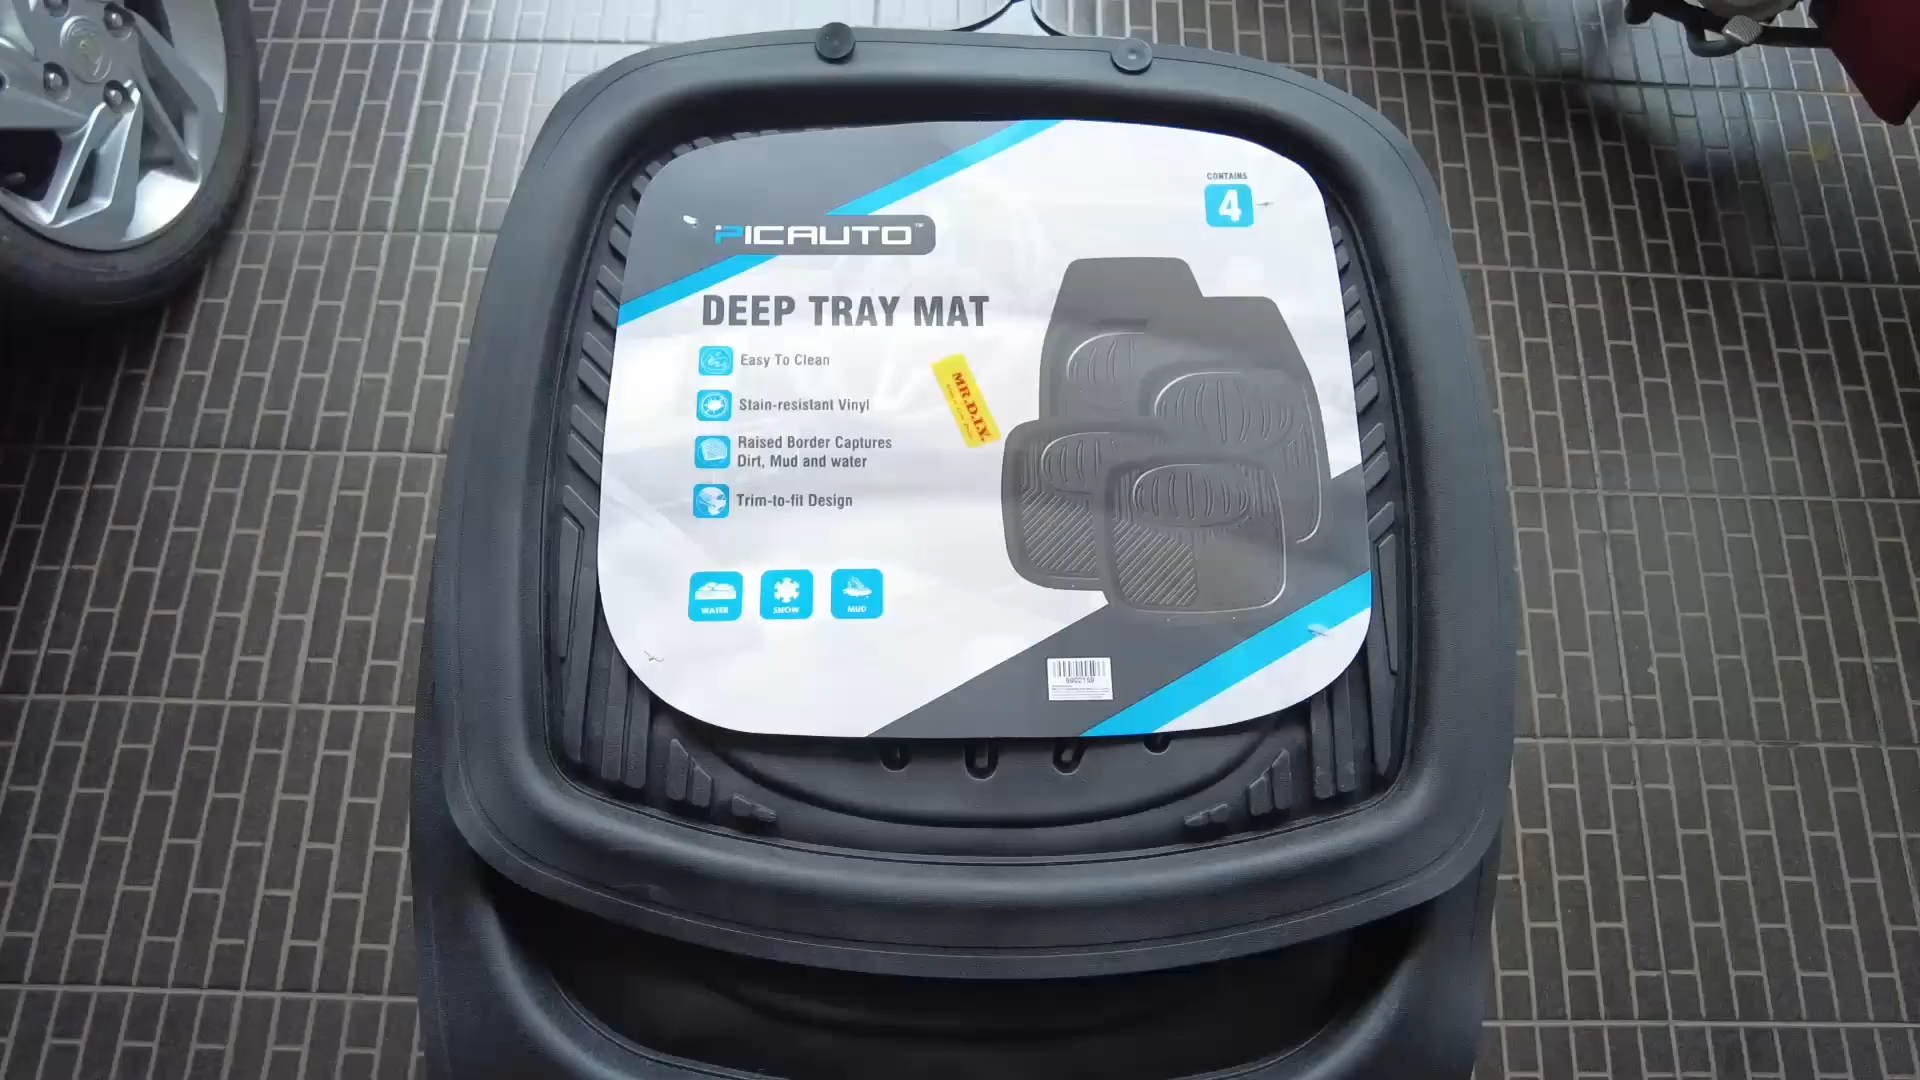 CONTAINS
4
PICAUTO™
DEEP TRAY MAT
Easy To Clean
Stain-resistant Vinyl
Raised Border Captures
Dirt, Mud and water
Trim-to-fit Design
MR.D.I.Y.
WATER
SNOW
MUD